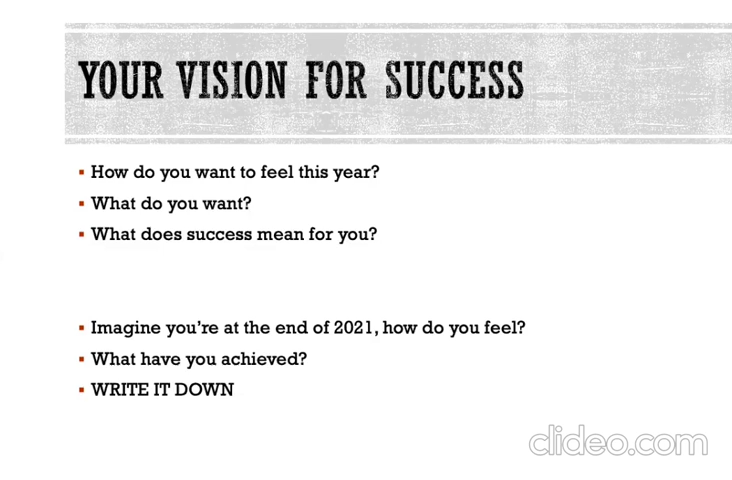 YOUR VISION FOR SUCCESS
How do you want to feel this year?
What do you want?
What does success mean for you?
Imagine you're at the end of 2021, how do you feel?
What have you achieved?
WRITE IT DOWN
clideo.com